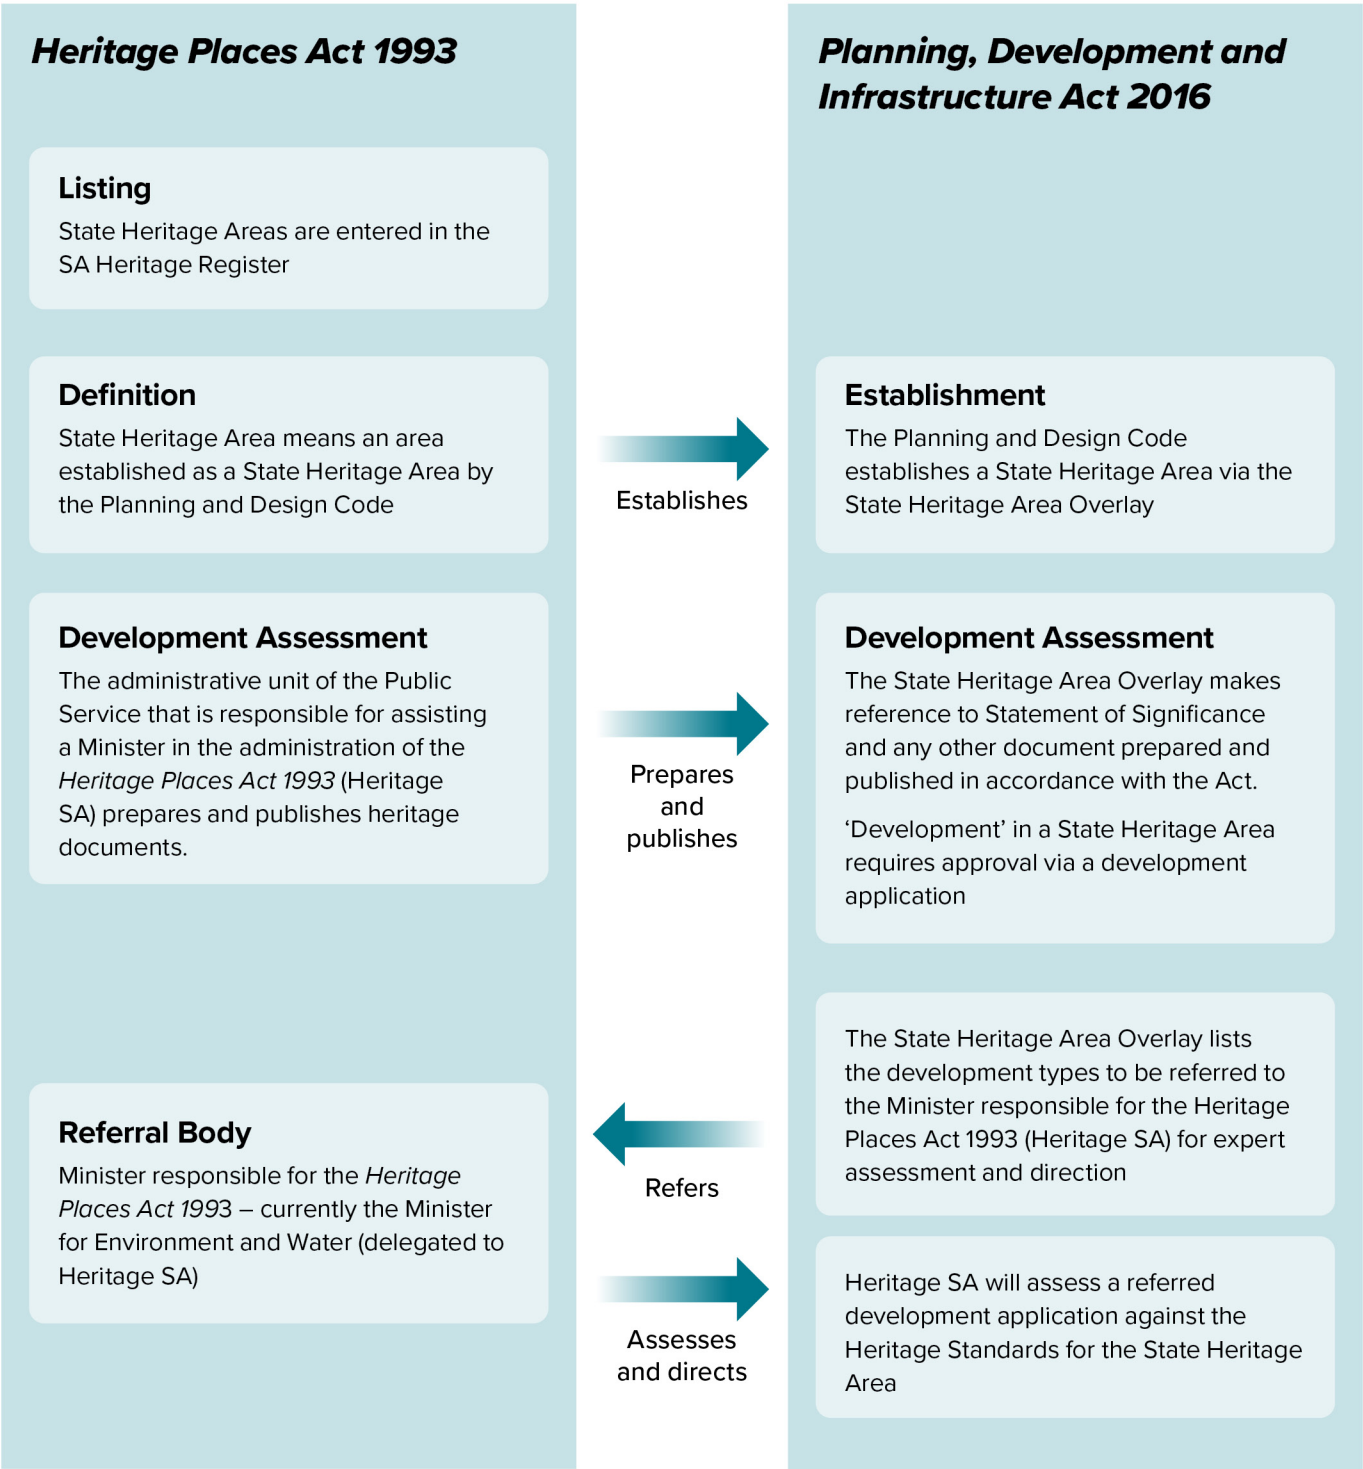 Heritage Places Act 1993
Listing
State Heritage Areas are entered in the
SA Heritage Register
Definition
State Heritage Area means an area
established as a State Heritage Area by
the Planning and Design Code
Development Assessment
The administrative unit of the Public
Service that is responsible for assisting
a Minister in the administration of the
Heritage Places Act 1993 (Heritage
SA) prepares and publishes heritage
documents.
Referral Body
Minister responsible for the Heritage
Places Act 1993 – currently the Minister
for Environment and Water (delegated to
Heritage SA)
Establishes
Prepares
and
publishes
Refers
Assesses
and directs
Planning, Development and
Infrastructure Act 2016
Establishment
The Planning and Design Code
establishes a State Heritage Area via the
State Heritage Area Overlay
Development Assessment
The State Heritage Area Overlay makes
reference to Statement of Significance
and any other document prepared and
published in accordance with the Act.
‘Development’ in a State Heritage Area
requires approval via a development
application
The State Heritage Area Overlay lists
the development types to be referred to
the Minister responsible for the Heritage
Places Act 1993 (Heritage SA) for expert
assessment and direction
Heritage SA will assess a referred
development application against the
Heritage Standards for the State Heritage
Area